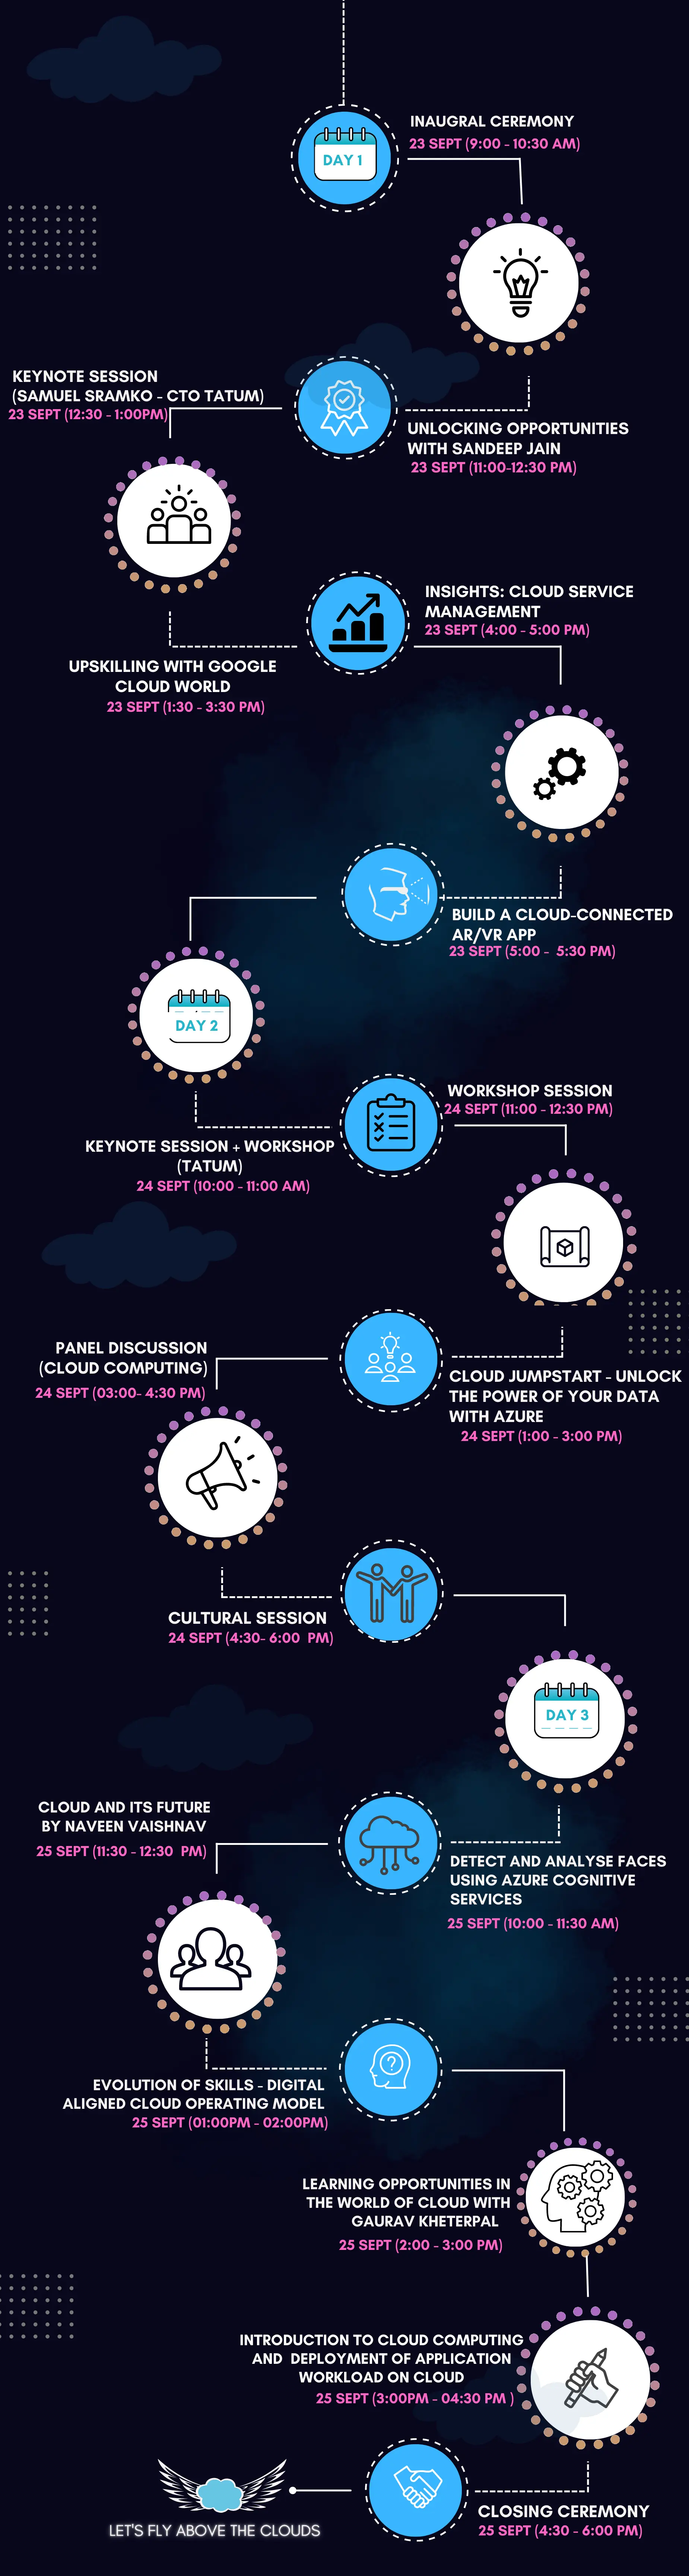 DAY 1
INAUGRAL CEREMONY
23 SEPT (9:00 - 10:30 AM)
UNLOCKING OPPORTUNITIES
WITH SANDEEP JAIN
23 SEPT (11:00-12:30 PM)
KEYNOTE SESSION
(SAMUEL SRAMKO - CTO TATUM)
23 SEPT (12:30 - 1:00PM)
UPSKILLING WITH GOOGLE
CLOUD WORLD
23 SEPT (1:30 - 3:30 PM)
INSIGHTS: CLOUD SERVICE
MANAGEMENT
23 SEPT (4:00 - 5:00 PM)
BUILD A CLOUD-CONNECTED
AR/VR APP
23 SEPT (5:00 - 5:30 PM)
DAY 2
KEYNOTE SESSION + WORKSHOP
(TATUM)
24 SEPT (10:00 - 11:00 AM)
WORKSHOP SESSION
24 SEPT (11:00 - 12:30 PM)
CLOUD JUMPSTART - UNLOCK
THE POWER OF YOUR DATA
WITH AZURE
24 SEPT (1:00 - 3:00 PM)
PANEL DISCUSSION
(CLOUD COMPUTING)
24 SEPT (03:00- 4:30 PM)
CULTURAL SESSION
24 SEPT (4:30- 6:00 PM)
DAY 3
DETECT AND ANALYSE FACES
USING AZURE COGNITIVE
SERVICES
25 SEPT (10:00 - 11:30 AM)
CLOUD AND ITS FUTURE
BY NAVEEN VAISHNAV
25 SEPT (11:30 - 12:30 PM)
EVOLUTION OF SKILLS - DIGITAL
ALIGNED CLOUD OPERATING MODEL
25 SEPT (01:00PM - 02:00PM)
LEARNING OPPORTUNITIES IN
THE WORLD OF CLOUD WITH
GAURAV KHETERPAL
25 SEPT (2:00 - 3:00 PM)
INTRODUCTION TO CLOUD COMPUTING
AND DEPLOYMENT OF APPLICATION
WORKLOAD ON CLOUD
25 SEPT (3:00PM - 04:30 PM )
CLOSING CEREMONY
25 SEPT (4:30 - 6:00 PM)
LET'S FLY ABOVE THE CLOUDS